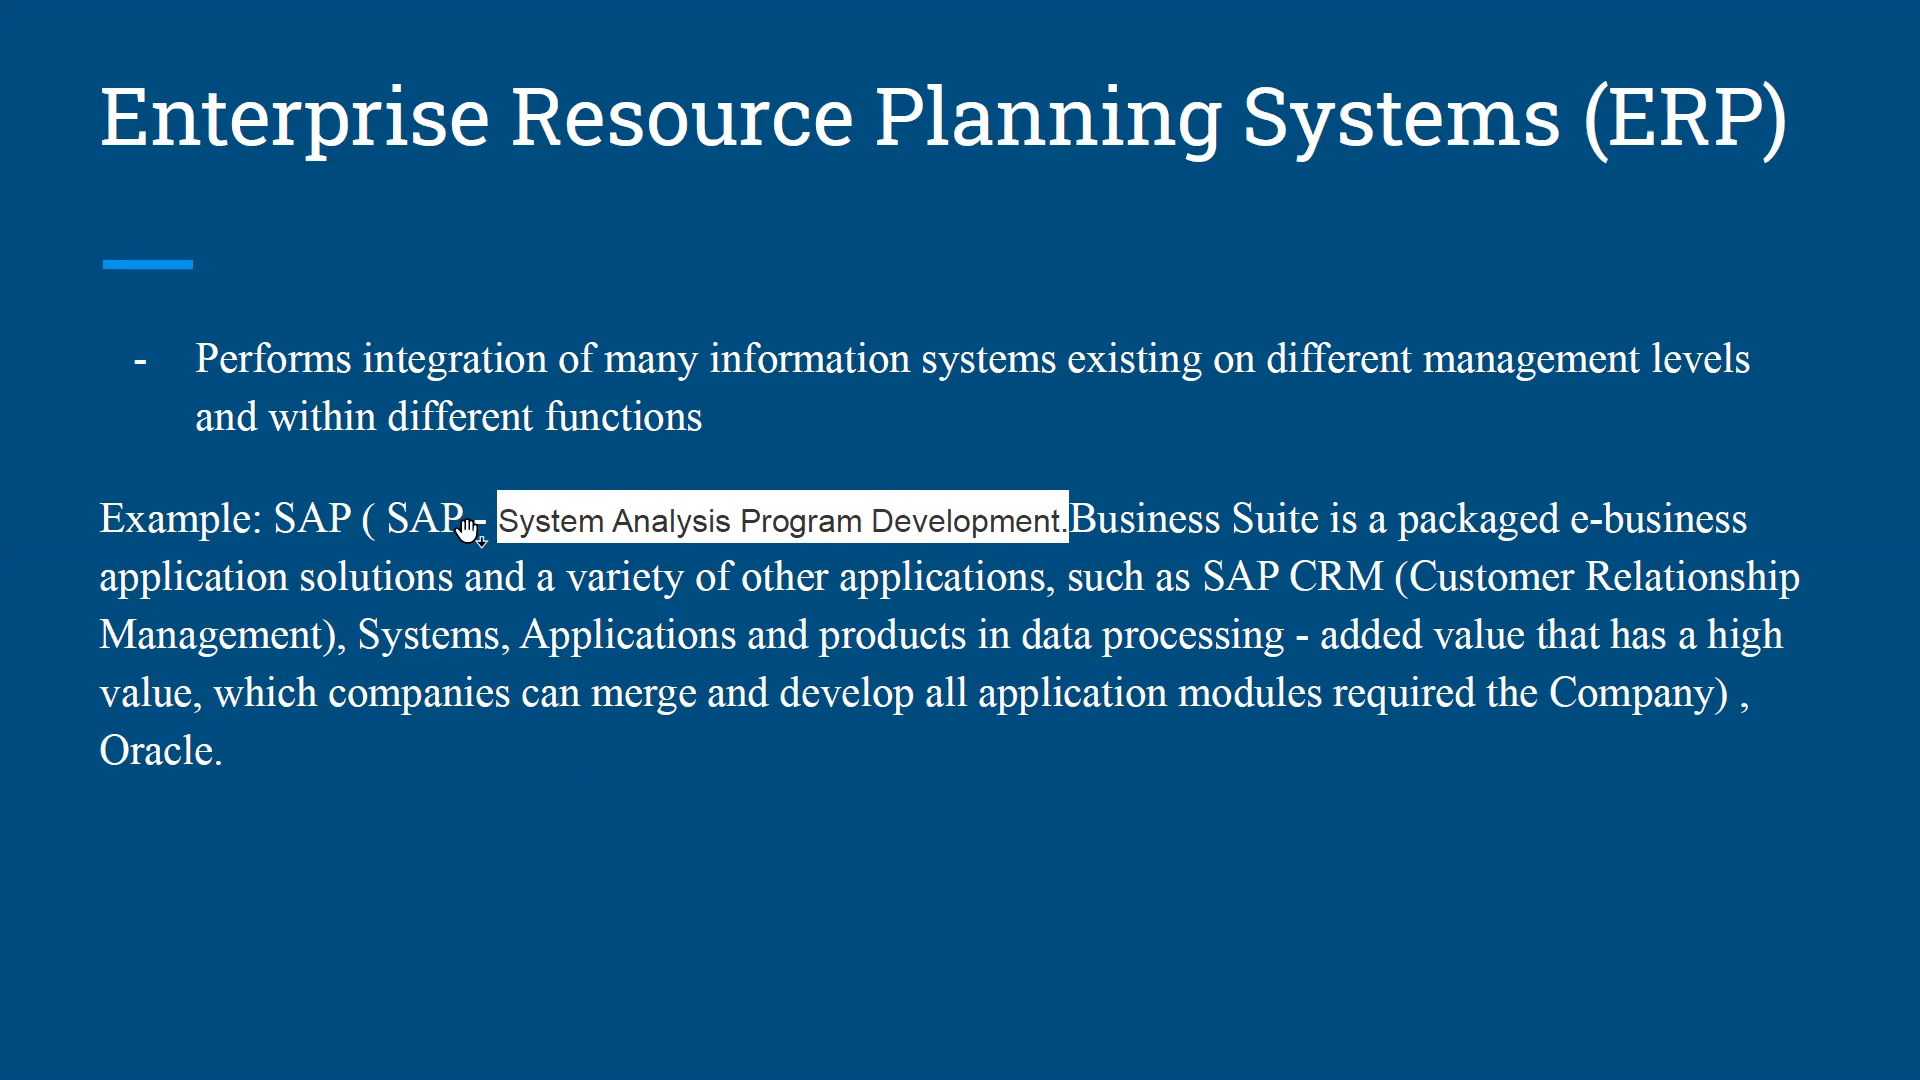 Enterprise Resource Planning Systems (ERP)
- Performs integration of many information systems existing on different management levels
and within different functions
Example: SAP ( SAP - System Analysis Program Development.Business Suite is a packaged e-business
application solutions and a variety of other applications, such as SAP CRM (Customer Relationship
Management), Systems, Applications and products in data processing - added value that has a high
value, which companies can merge and develop all application modules required the Company) ,
Oracle.